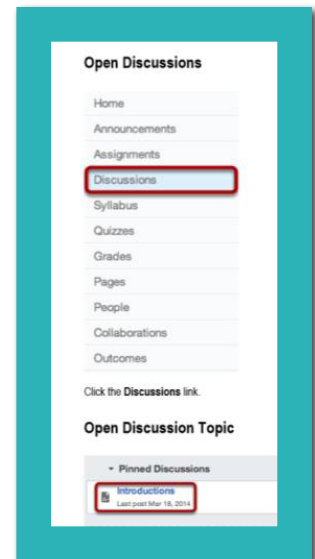 Open Discussions
Home
Announcements
Assignments
Discussions
Syllabus
Quizzes
Grades
Pages
People
Collaborations
Outcomes
Click the Discussions link.
Open Discussion Topic
Pinned Discussions
Introductions
Last post Mar 18, 2014